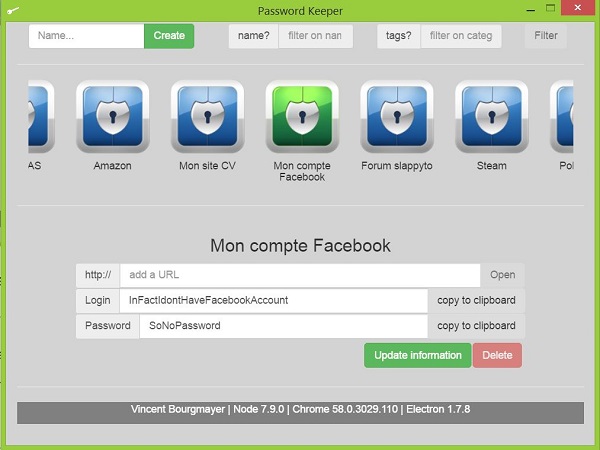 Password Keeper
Name... Create name? filter on nan tags? filter on categ Filter
AS Amazon Mon site CV Mon compte Facebook Forum slappyto Steam Pol
Mon compte Facebook
http:// add a URL Open
Login InFactIdontHaveFacebookAccount copy to clipboard
Password SoNoPassword copy to clipboard
Update information Delete
Vincent Bourgmayer | Node 7.9.0 | Chrome 58.0.3029.110 | Electron 1.7.8